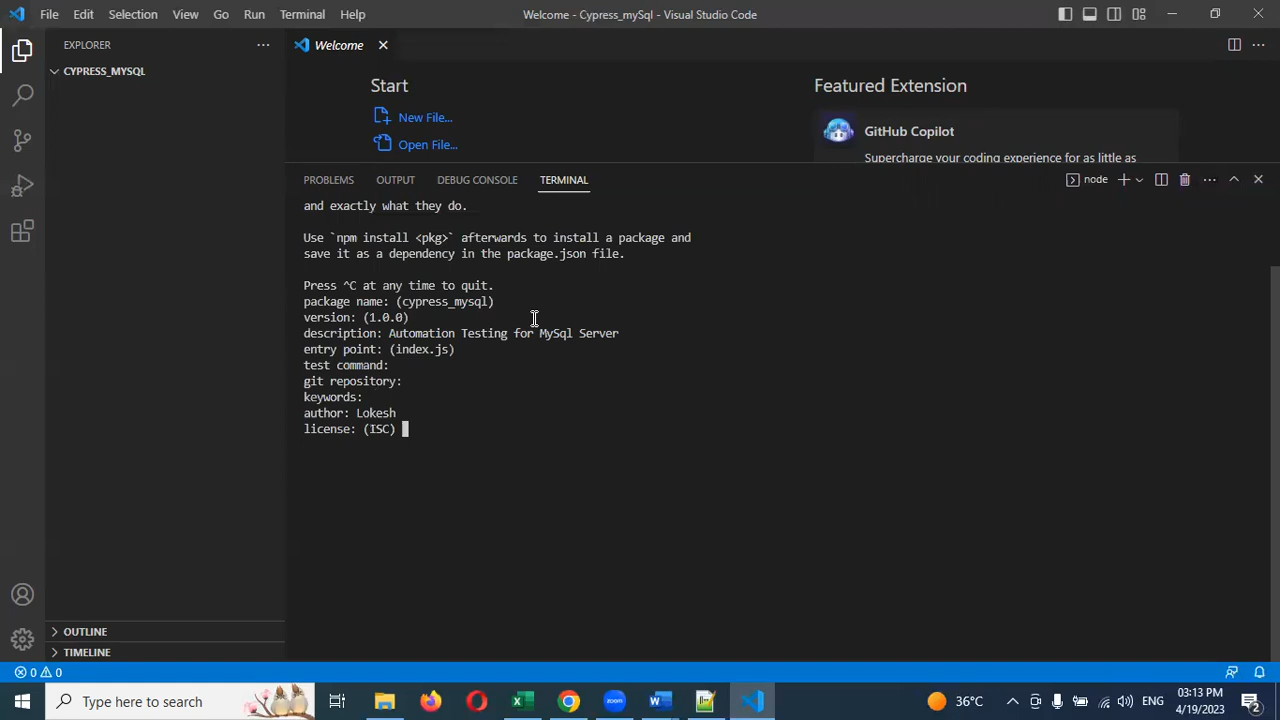 File Edit Selection View Go Run Terminal Help
Welcome - Cypress_mySql - Visual Studio Code
EXPLORER
CYPRESS_MYSQL
OUTLINE
TIMELINE
Welcome
Start
New File...
Open File...
Featured Extension
GitHub Copilot
Supercharge your coding experience for as little as
PROBLEMS OUTPUT DEBUG CONSOLE TERMINAL
node
and exactly what they do.
Use `npm install <pkg>` afterwards to install a package and
save it as a dependency in the package.json file.
Press ^C at any time to quit.
package name: (cypress_mysql)
version: (1.0.0)
description: Automation Testing for MySql Server
entry point: (index.js)
test command:
git repository:
keywords:
author: Lokesh
license: (ISC)
0 0
Type here to search
zoom
36°C
ENG
03:13 PM
4/19/2023
2